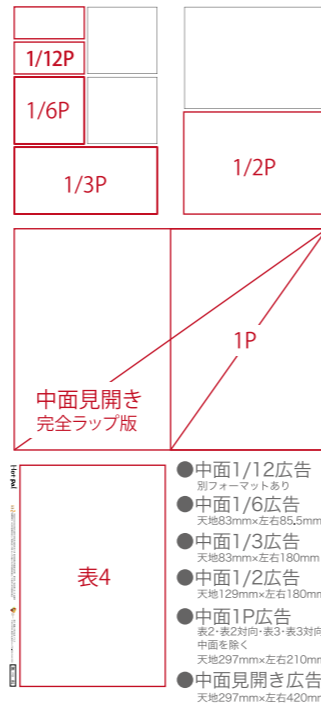 1/12P
1/6P
1/3P
1/2P
1P
中面見開き
完全ラップ版
表4
●中面1/12広告
別フォーマットあり
●中面1/6広告
天地83mm×左右85.5mm
●中面1/3広告
天地83mm×左右180mm
●中面1/2広告
天地129mm×左右180mm
●中面1P広告
表2・表2対向・表3・表3対向
中面を除く
天地297mm×左右210mm
●中面見開き広告
天地297mm×左右420mm